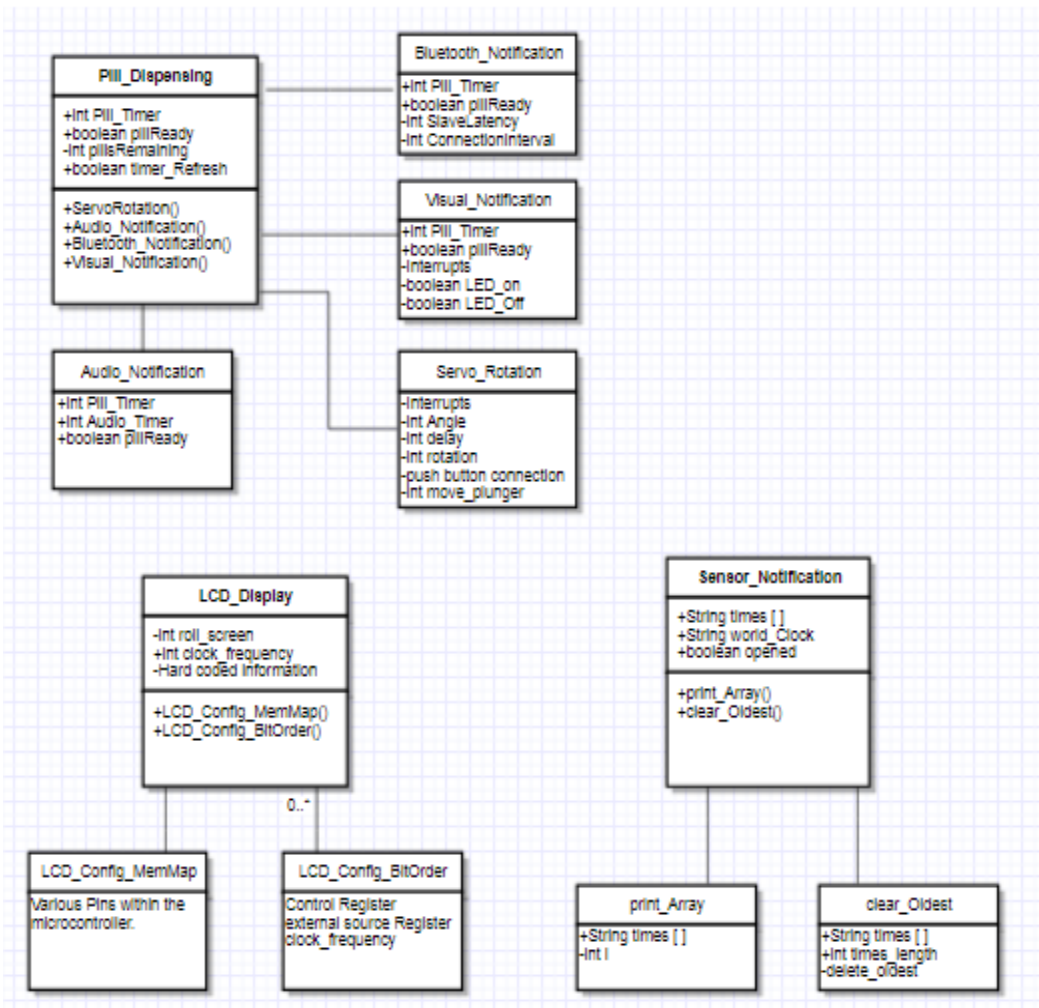 Pill_Dispensing
+int Pill_Timer
+boolean pillReady
-int pillsRemaining
+boolean timer_Refresh
+ServoRotation()
+Audio_Notification()
+Bluetooth_Notification()
+Visual_Notification()
Bluetooth_Notification
+int Pill_Timer
+boolean pillReady
-int SlaveLatency
-int ConnectionInterval
Visual_Notification
+int Pill_Timer
+boolean pillReady
-interrupts
-boolean LED_on
-boolean LED_Off
Audio_Notification
+int Pill_Timer
+int Audio_Timer
+boolean pillReady
Servo_Rotation
-interrupts
-int Angle
-int delay
-int rotation
-push button connection
-int move_plunger
LCD_Display
-int roll_screen
+int clock_frequency
-Hard coded information
+LCD_Config_MemMap()
+LCD_Config_BitOrder()
0..*
LCD_Config_MemMap
Various Pins within the
microcontroller.
LCD_Config_BitOrder
Control Register
external source Register
clock_frequency
Sensor_Notification
+String times [ ]
+String world_Clock
+boolean opened
+print_Array()
+clear_Oldest()
print_Array
+String times [ ]
-int i
clear_Oldest
+String times [ ]
+int times_length
-delete_oldest